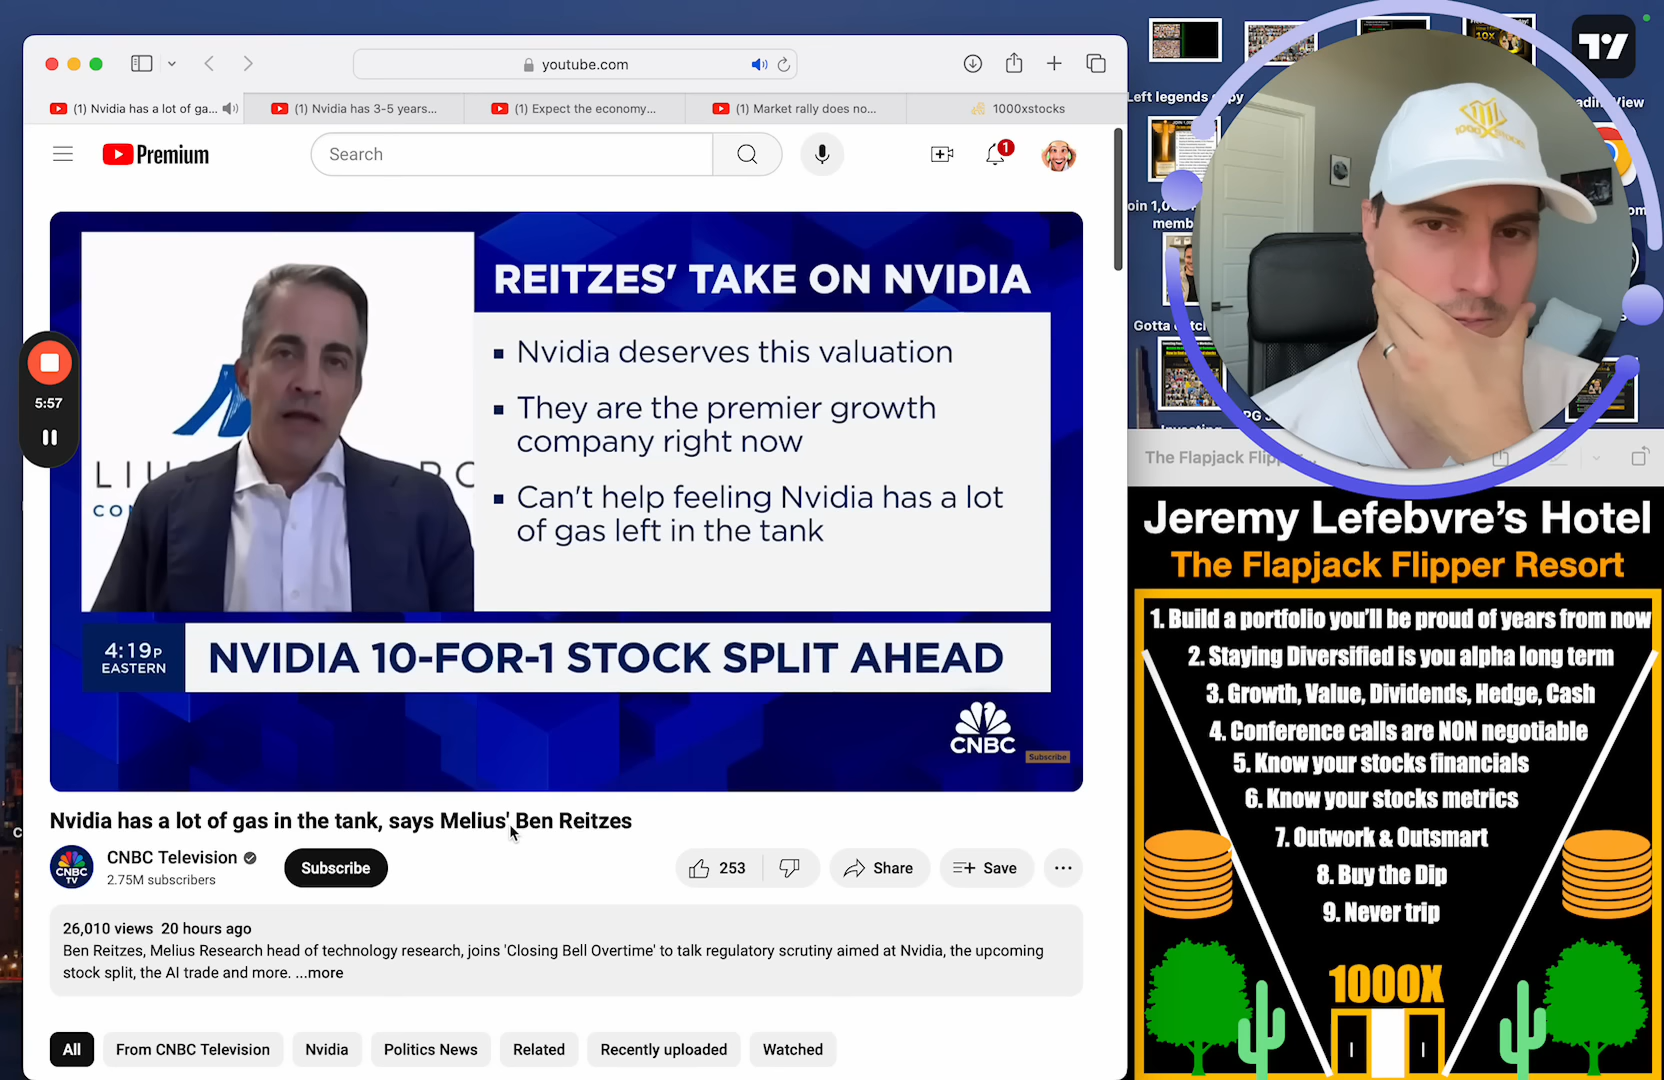 youtube.com
(1) Nvidia has a lot of ga...
(1) Nvidia has 3-5 years...
(1) Expect the economy...
(1) Market rally does no...
1000xstocks
Premium
Search
1
REITZES' TAKE ON NVIDIA
▪ Nvidia deserves this valuation
▪ They are the premier growth
company right now
▪ Can't help feeling Nvidia has a lot
of gas left in the tank
4:19P
EASTERN
NVIDIA 10-FOR-1 STOCK SPLIT AHEAD
CNBC
Subscribe
5:57
Nvidia has a lot of gas in the tank, says Melius' Ben Reitzes
CNBC
TV
CNBC Television
2.75M subscribers
Subscribe
253
Share
Save
26,010 views 20 hours ago
Ben Reitzes, Melius Research head of technology research, joins 'Closing Bell Overtime' to talk regulatory scrutiny aimed at Nvidia, the upcoming
stock split, the AI trade and more. ...more
All
From CNBC Television
Nvidia
Politics News
Related
Recently uploaded
Watched
Left legends copy
Jeremy Lefebvre's Hotel
The Flapjack Flipper Resort
1. Build a portfolio you'll be proud of years from now
2. Staying Diversified is you alpha long term
3. Growth, Value, Dividends, Hedge, Cash
4. Conference calls are NON negotiable
5. Know your stocks financials
6. Know your stocks metrics
7. Outwork & Outsmart
8. Buy the Dip
9. Never trip
1000X